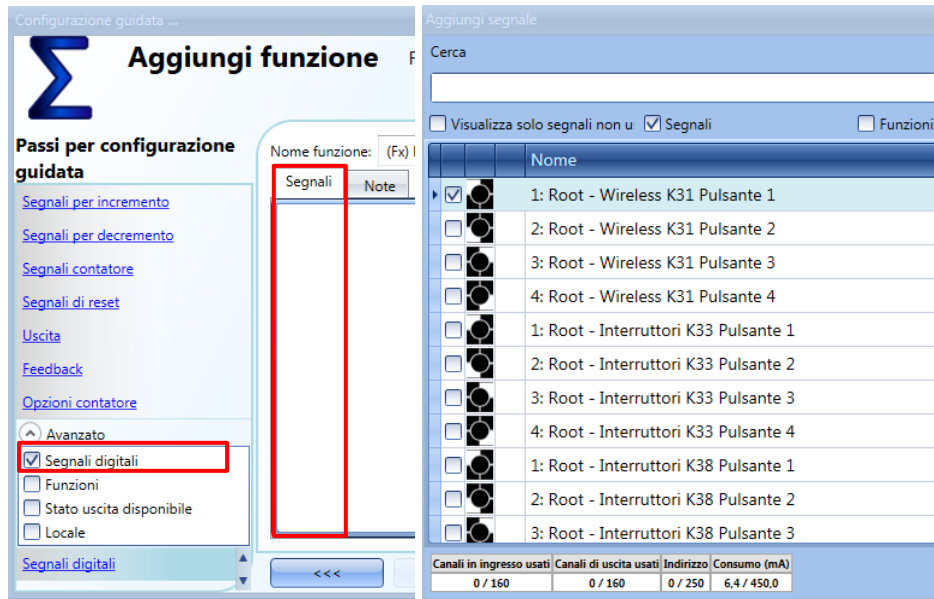 Configurazione guidata ...
Aggiungi funzione
Passi per configurazione
guidata
Segnali per incremento
Segnali per decremento
Segnali contatore
Segnali di reset
Uscita
Feedback
Opzioni contatore
Avanzato
Segnali digitali
Funzioni
Stato uscita disponibile
Locale
Segnali digitali
Nome funzione: (Fx)
Segnali Note
<<<
Aggiungi segnale
Cerca
Visualizza solo segnali non u Segnali Funzioni
Nome
1: Root - Wireless K31 Pulsante 1
2: Root - Wireless K31 Pulsante 2
3: Root - Wireless K31 Pulsante 3
4: Root - Wireless K31 Pulsante 4
1: Root - Interruttori K33 Pulsante 1
2: Root - Interruttori K33 Pulsante 2
3: Root - Interruttori K33 Pulsante 3
4: Root - Interruttori K33 Pulsante 4
1: Root - Interruttori K38 Pulsante 1
2: Root - Interruttori K38 Pulsante 2
3: Root - Interruttori K38 Pulsante 3
Canali in ingresso usati Canali di uscita usati Indirizzo Consumo (mA)
0 / 160 0 / 160 0 / 250 6,4 / 450,0